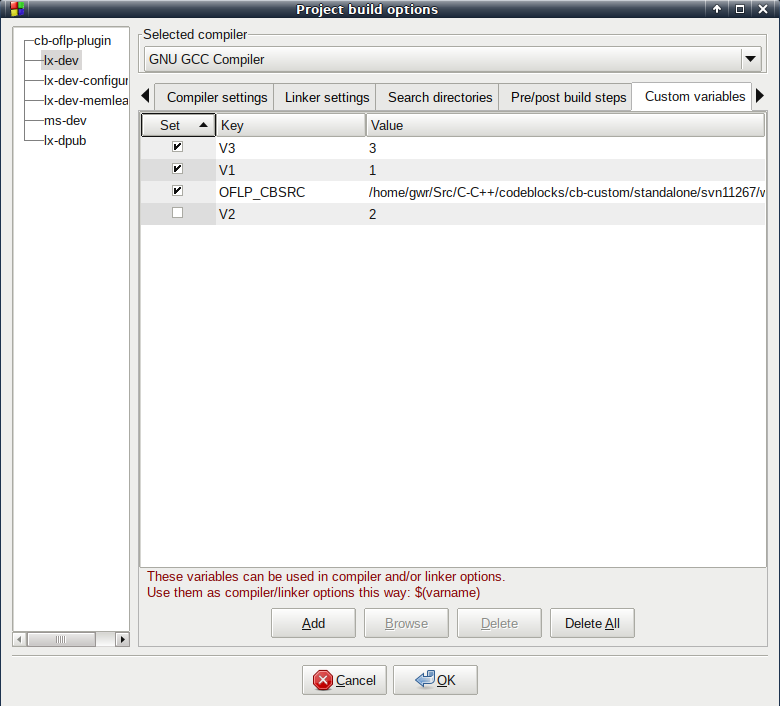 Project build options
cb-oflp-plugin
lx-dev
lx-dev-configur
lx-dev-memlea
ms-dev
lx-dpub
Selected compiler
GNU GCC Compiler
Compiler settings Linker settings Search directories Pre/post build steps Custom variables
Set Key Value
V3 3
V1 1
OFLP_CBSRC /home/gwr/Src/C-C++/codeblocks/cb-custom/standalone/svn11267/w
V2 2
These variables can be used in compiler and/or linker options.
Use them as compiler/linker options this way: $(varname)
Add Browse Delete Delete All
Cancel OK